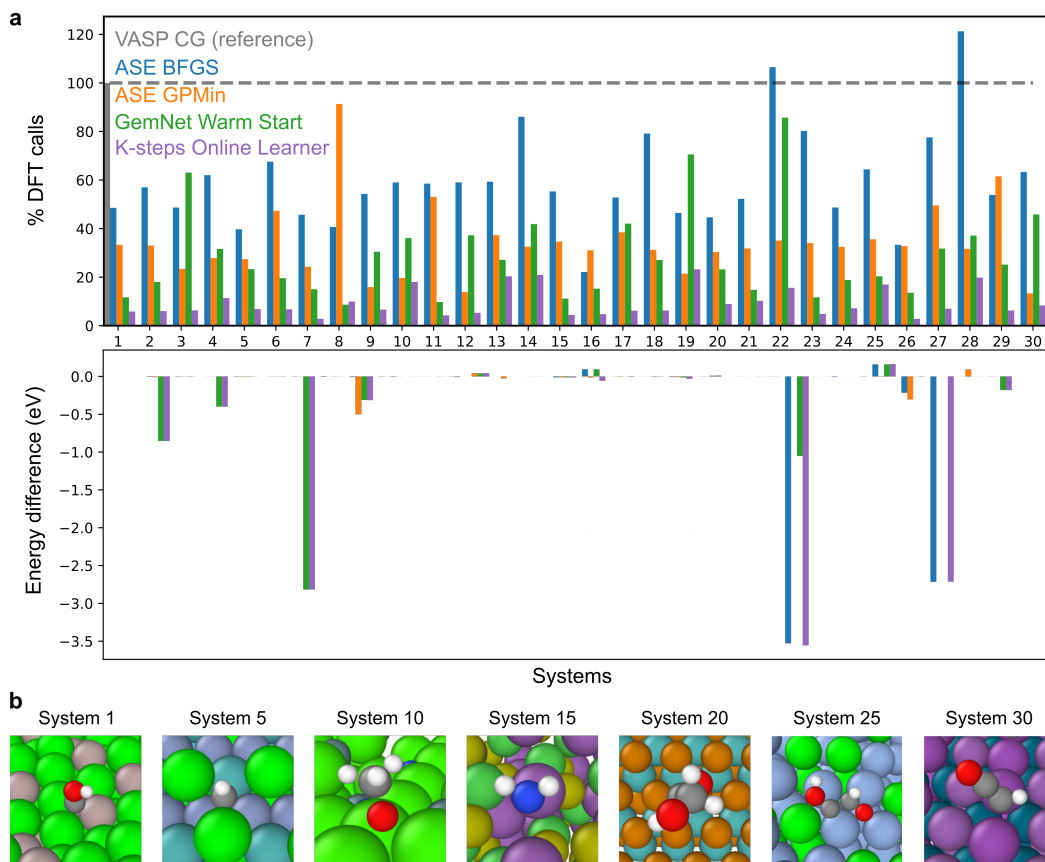 a
VASP CG (reference)
ASE BFGS
ASE GPMin
GemNet Warm Start
K-steps Online Learner
% DFT calls
120
100
80
60
40
20
0
1 2 3 4 5 6 7 8 9 10 11 12 13 14 15 16 17 18 19 20 21 22 23 24 25 26 27 28 29 30
Energy difference (eV)
0.0
−0.5
−1.0
−1.5
−2.0
−2.5
−3.0
−3.5
Systems
b
System 1 System 5 System 10 System 15 System 20 System 25 System 30